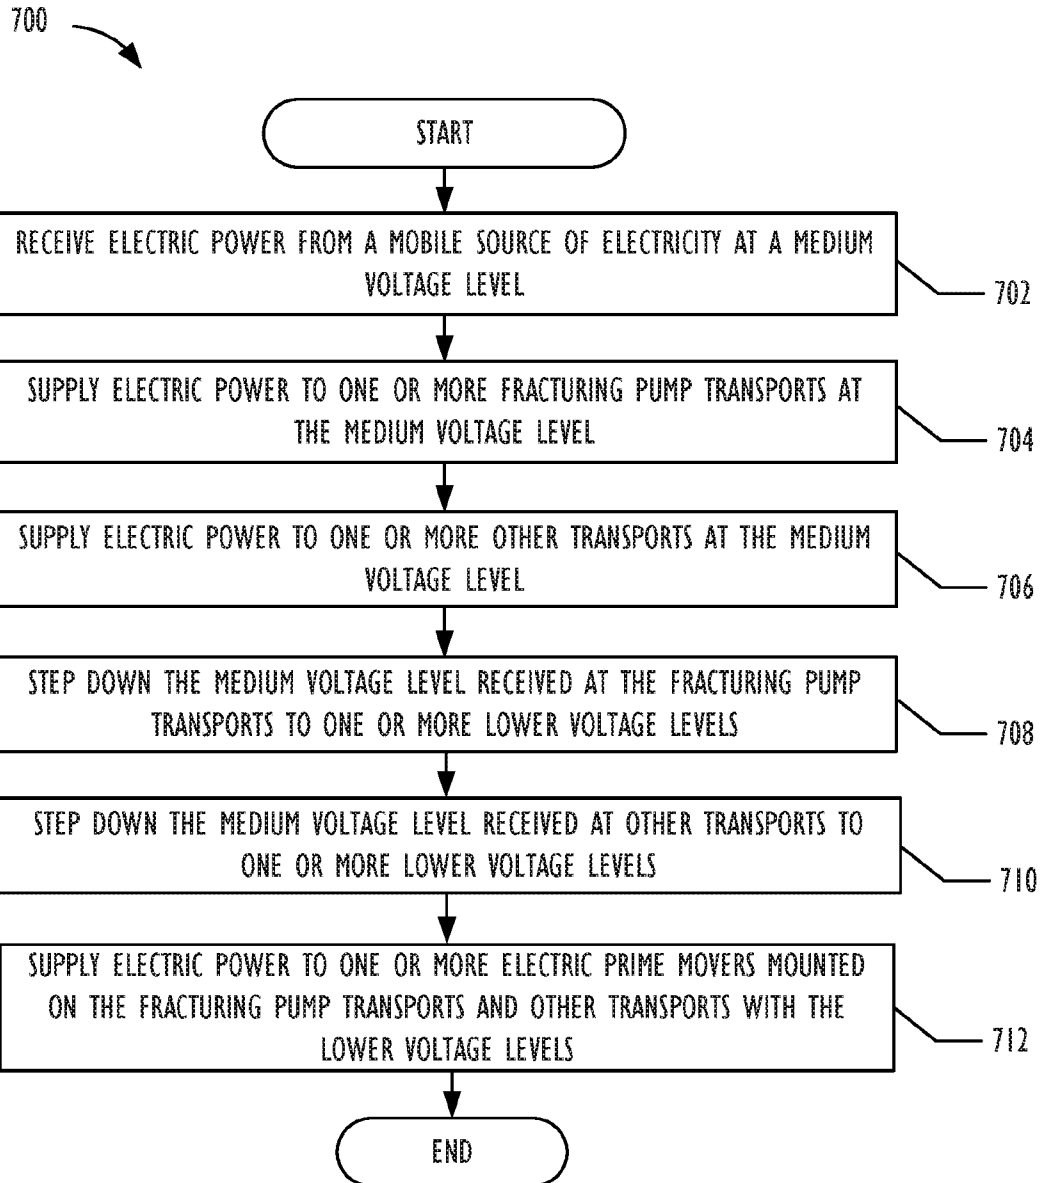 700
START
RECEIVE ELECTRIC POWER FROM A MOBILE SOURCE OF ELECTRICITY AT A MEDIUM
VOLTAGE LEVEL
702
SUPPLY ELECTRIC POWER TO ONE OR MORE FRACTURING PUMP TRANSPORTS AT
THE MEDIUM VOLTAGE LEVEL
704
SUPPLY ELECTRIC POWER TO ONE OR MORE OTHER TRANSPORTS AT THE MEDIUM
VOLTAGE LEVEL
706
STEP DOWN THE MEDIUM VOLTAGE LEVEL RECEIVED AT THE FRACTURING PUMP
TRANSPORTS TO ONE OR MORE LOWER VOLTAGE LEVELS
708
STEP DOWN THE MEDIUM VOLTAGE LEVEL RECEIVED AT OTHER TRANSPORTS TO
ONE OR MORE LOWER VOLTAGE LEVELS
710
SUPPLY ELECTRIC POWER TO ONE OR MORE ELECTRIC PRIME MOVERS MOUNTED
ON THE FRACTURING PUMP TRANSPORTS AND OTHER TRANSPORTS WITH THE
LOWER VOLTAGE LEVELS
712
END